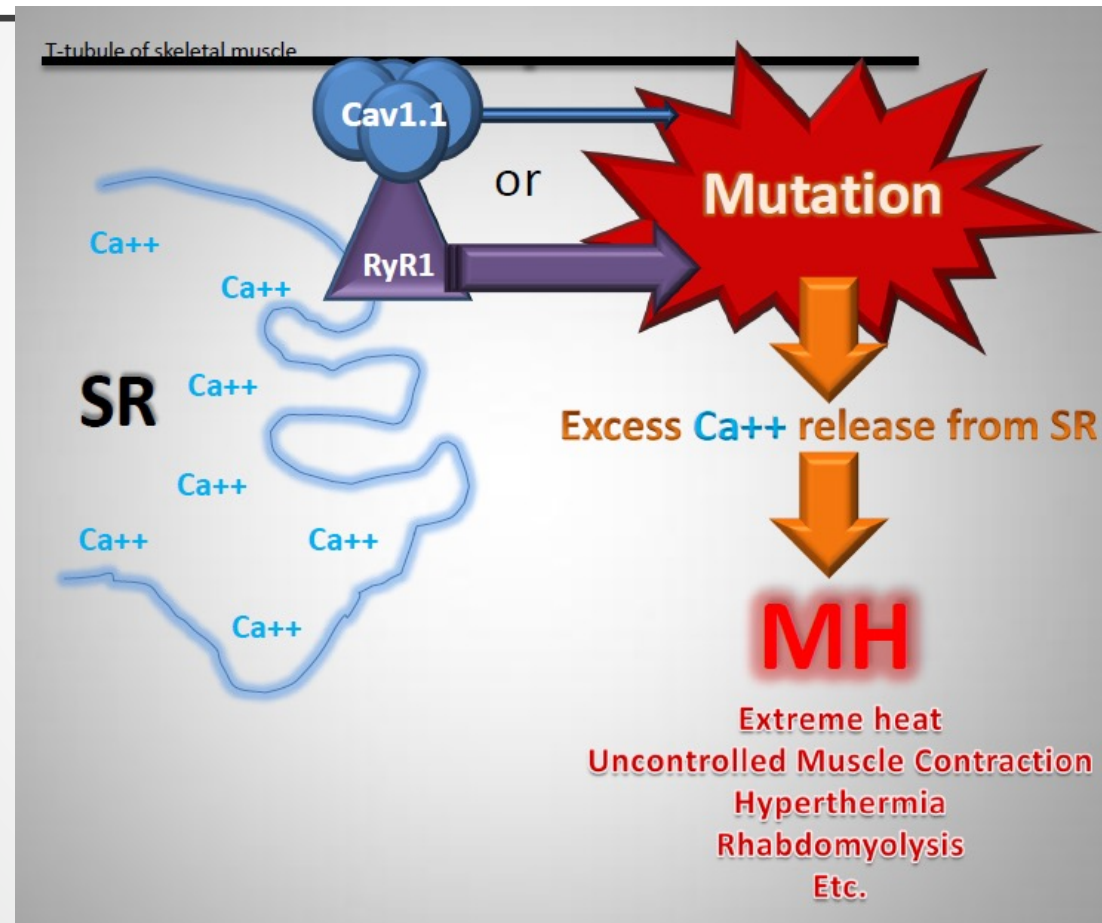 T-tubule of skeletal muscle
Cav1.1
or
Mutation
RyR1
Ca++
Ca++
Ca++
SR
Ca++
Ca++
Ca++
Ca++
Excess Ca++ release from SR
MH
Extreme heat
Uncontrolled Muscle Contraction
Hyperthermia
Rhabdomyolysis
Etc.